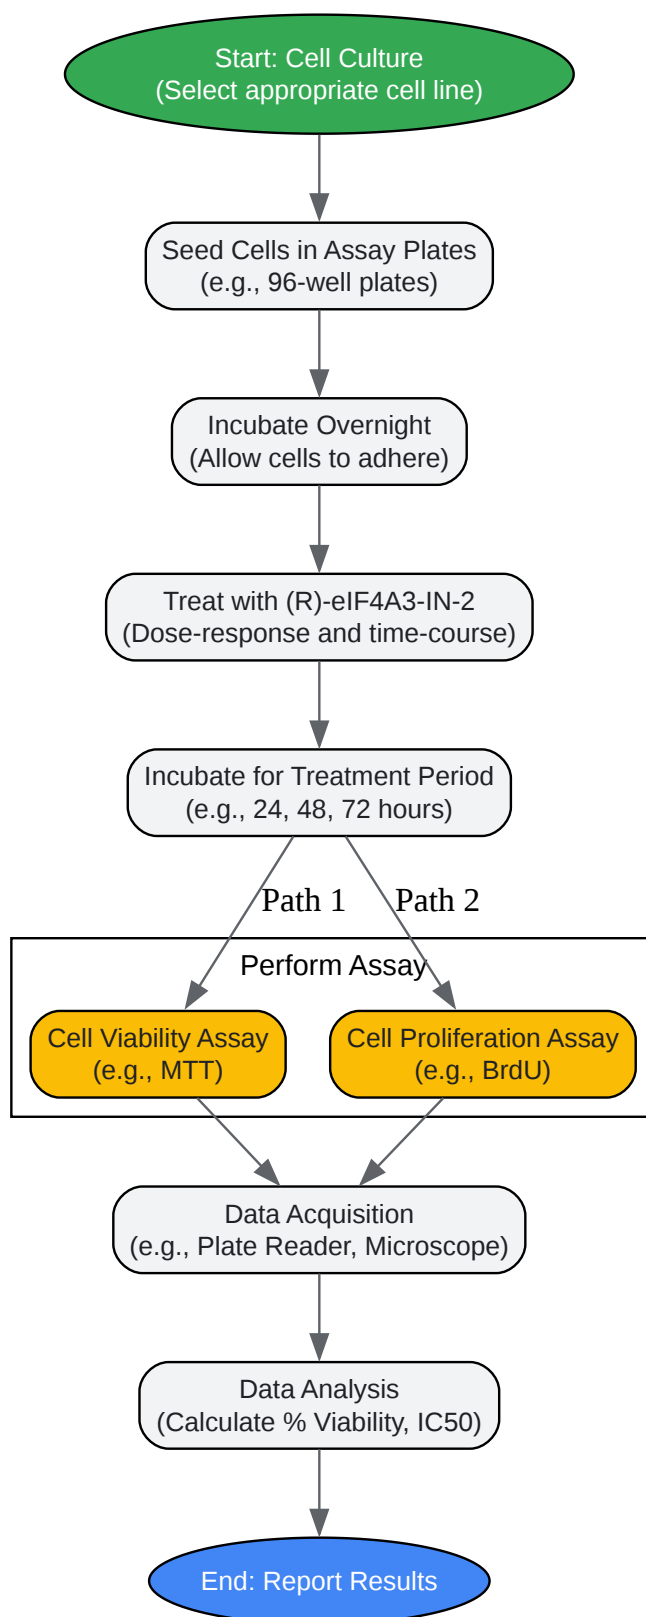 Start: Cell Culture
(Select appropriate cell line)
Seed Cells in Assay Plates
(e.g., 96-well plates)
Incubate Overnight
(Allow cells to adhere)
Treat with (R)-eIF4A3-IN-2
(Dose-response and time-course)
Incubate for Treatment Period
(e.g., 24, 48, 72 hours)
Path 1
Path 2
Perform Assay
Cell Viability Assay
(e.g., MTT)
Cell Proliferation Assay
(e.g., BrdU)
Data Acquisition
(e.g., Plate Reader, Microscope)
Data Analysis
(Calculate % Viability, IC50)
End: Report Results